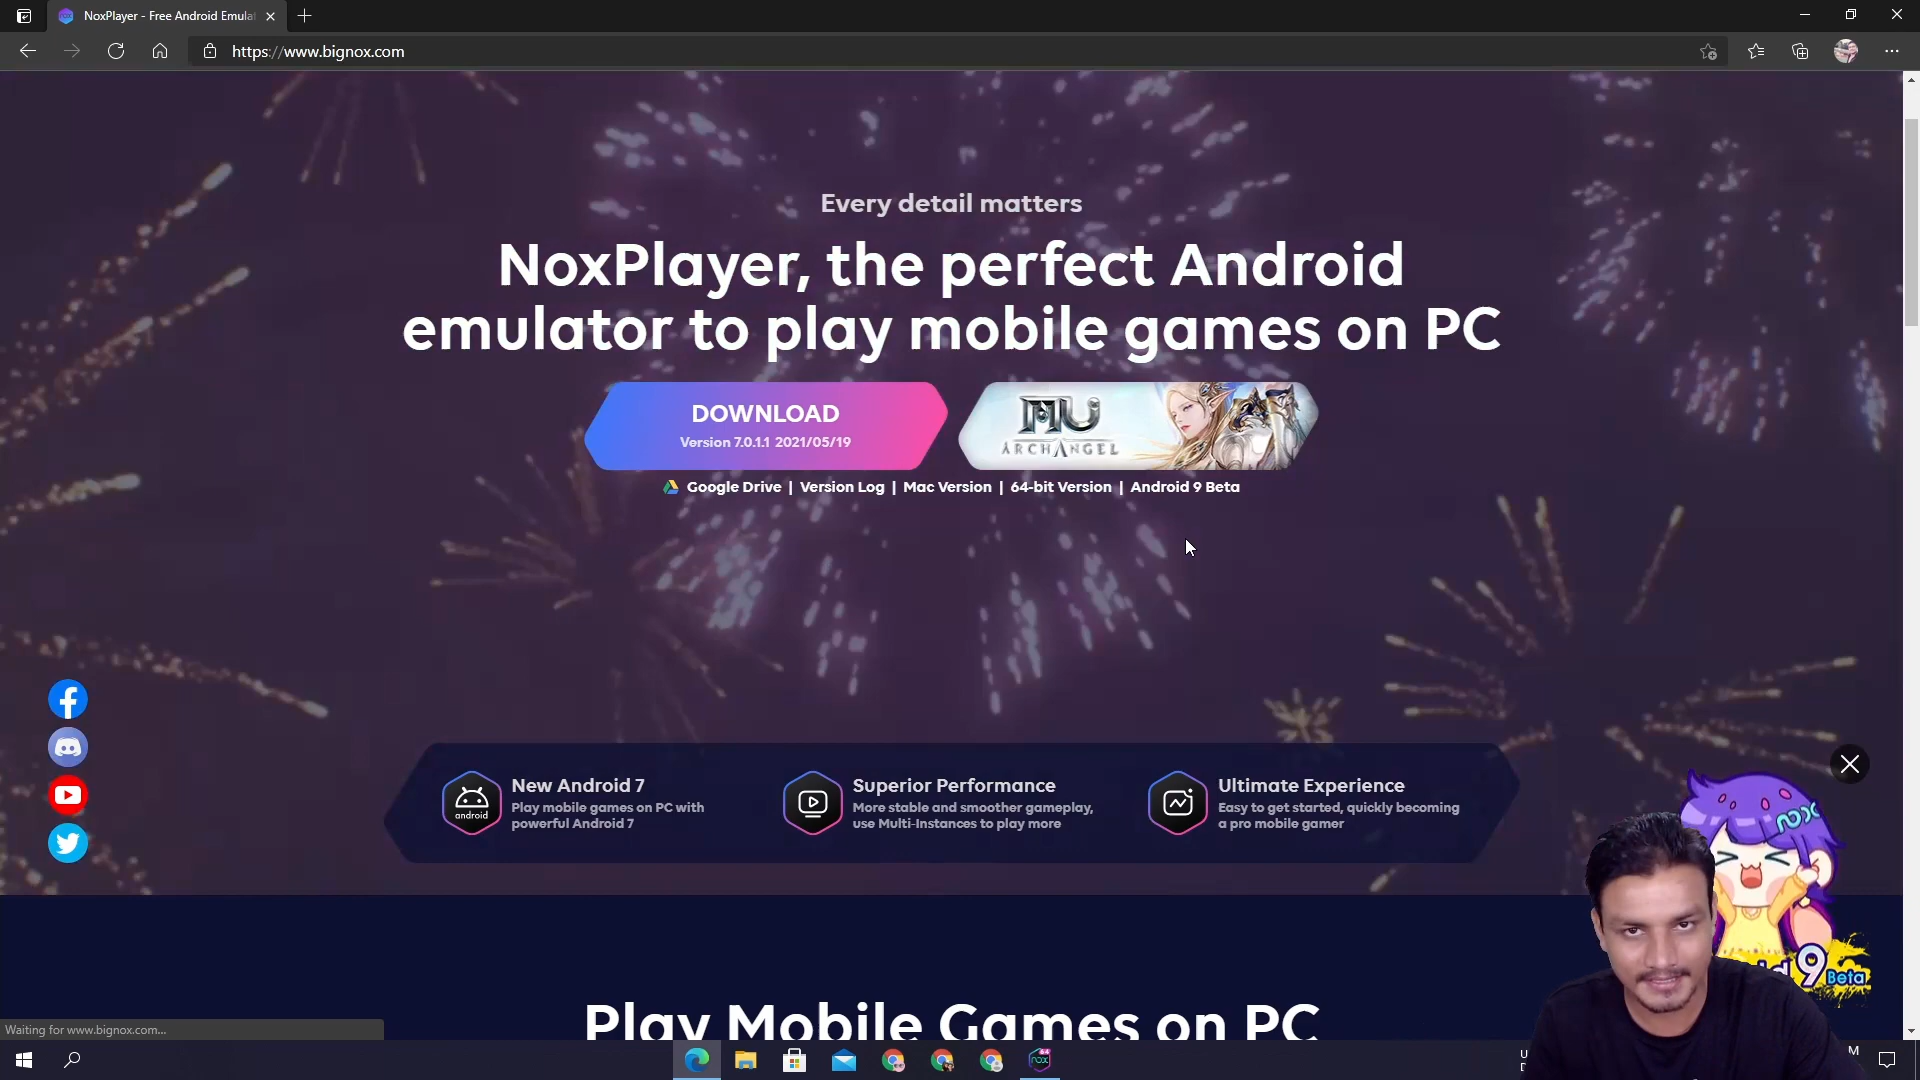 NoxPlayer - Free Android Emula
https://www.bignox.com
Every detail matters
NoxPlayer, the perfect Android
emulator to play mobile games on PC
DOWNLOAD
Version 7.0.1.1 2021/05/19
MU
ARCHANGEL
Google Drive | Version Log | Mac Version | 64-bit Version | Android 9 Beta
New Android 7
Play mobile games on PC with
powerful Android 7
android
Superior Performance
More stable and smoother gameplay,
use Multi-Instances to play more
Ultimate Experience
Easy to get started, quickly becoming
a pro mobile gamer
nox
9
Beta
Play Mobile Games on PC
Waiting for www.bignox.com...
64
nox
M